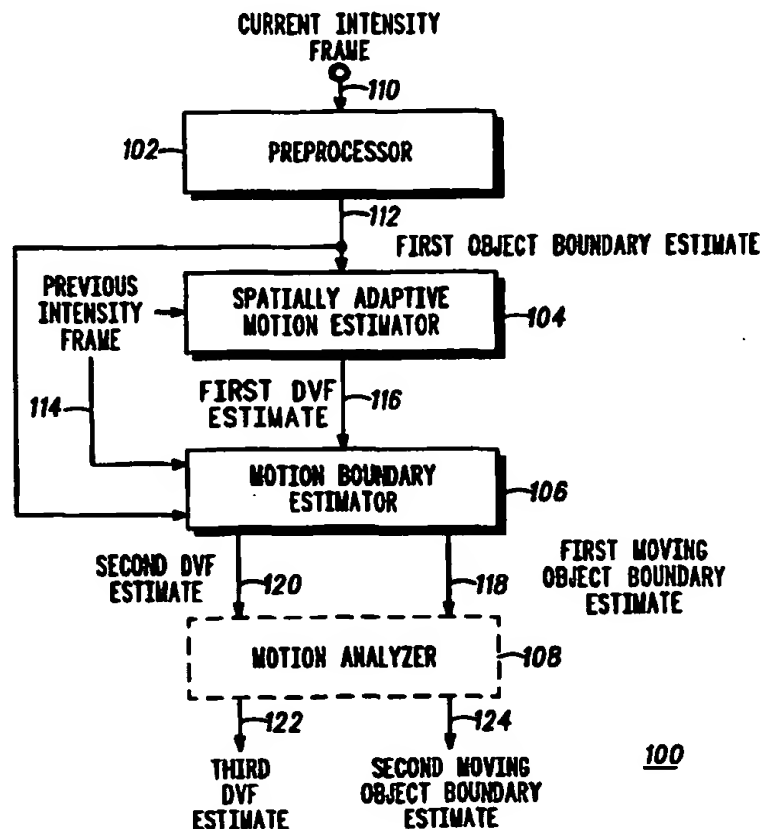 CURRENT INTENSITY
FRAME
110
102
PREPROCESSOR
112
FIRST OBJECT BOUNDARY ESTIMATE
PREVIOUS
INTENSITY
FRAME
SPATIALLY ADAPTIVE
MOTION ESTIMATOR
104
114
FIRST DVF
ESTIMATE
116
MOTION BOUNDARY
ESTIMATOR
106
SECOND DVF
ESTIMATE
120
118
FIRST MOVING
OBJECT BOUNDARY
ESTIMATE
MOTION ANALYZER
108
122
124
THIRD
DVF
ESTIMATE
SECOND MOVING
OBJECT BOUNDARY
ESTIMATE
100